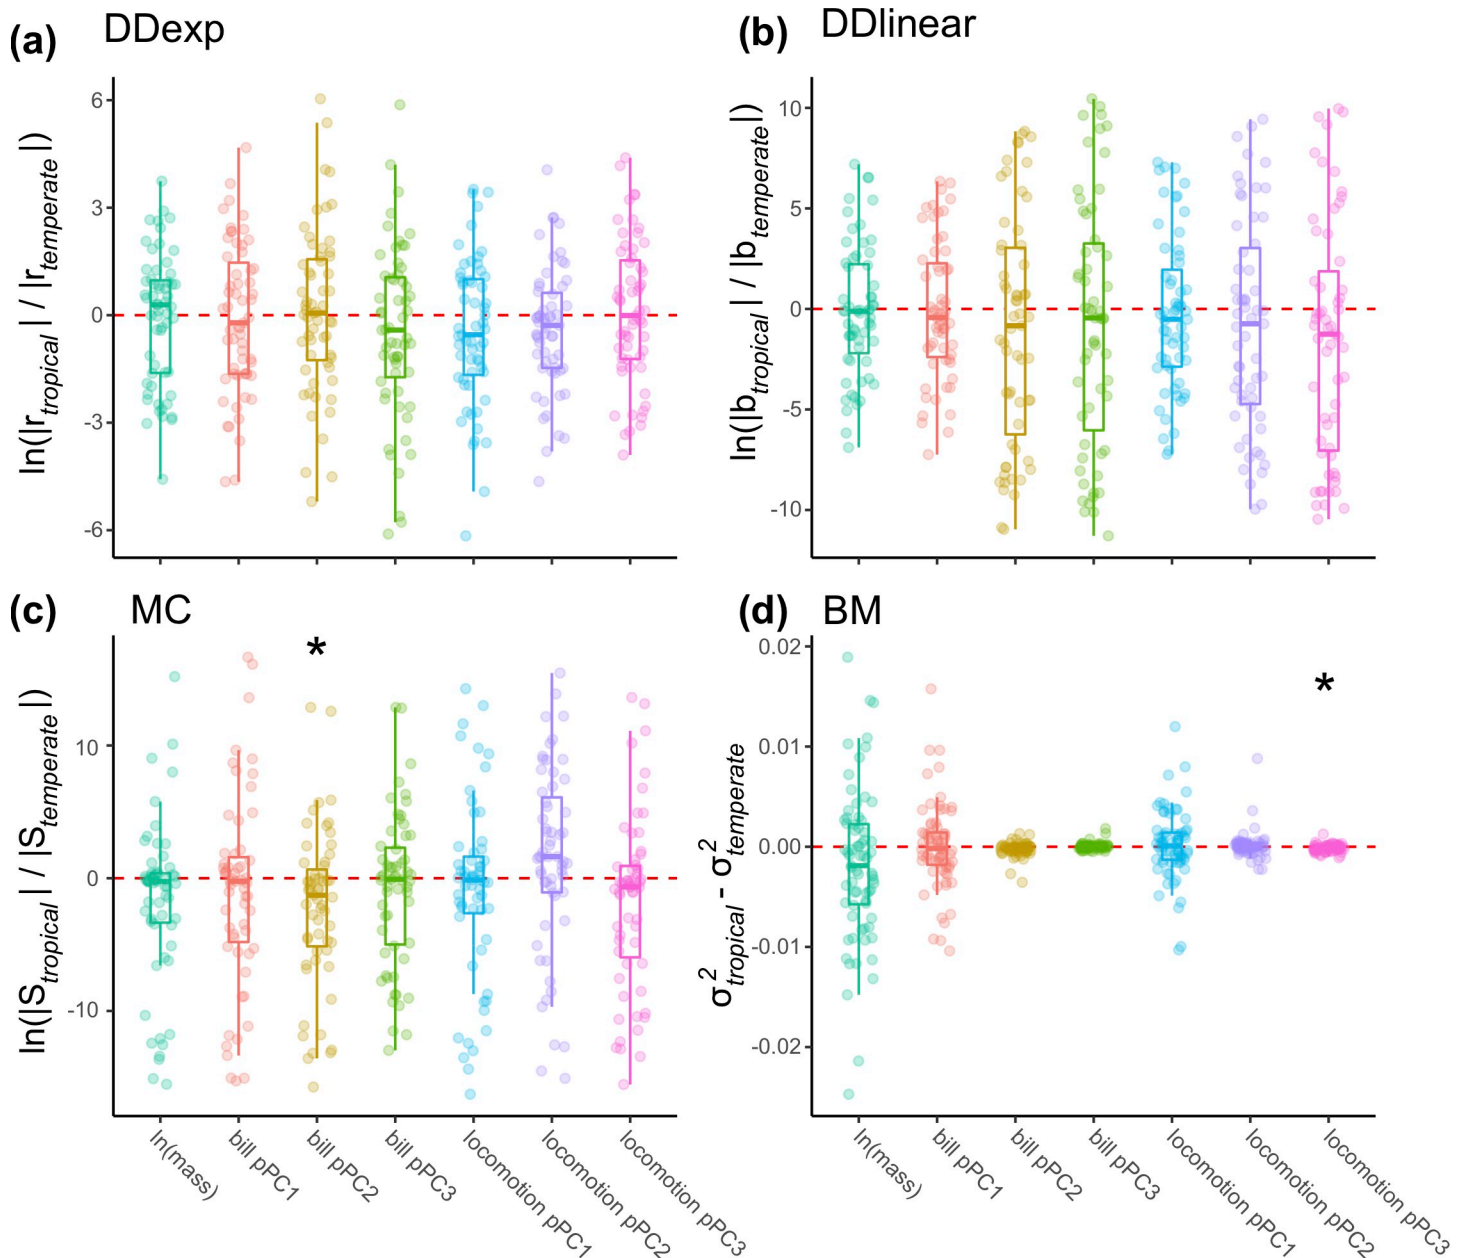 (a) DDexp
ln(|r_tropical| / |r_temperate|)
6
3
0
-3
-6
(b) DDlinear
ln(|b_tropical| / |b_temperate|)
10
5
0
-5
-10
(c) MC
*
ln(|S_tropical| / |S_temperate|)
10
0
-10
ln(mass)
bill pPC1
bill pPC2
bill pPC3
locomotion pPC1
locomotion pPC2
locomotion pPC3
(d) BM
*
σ²_tropical - σ²_temperate
0.02
0.01
0.00
-0.01
-0.02
ln(mass)
bill pPC1
bill pPC2
bill pPC3
locomotion pPC1
locomotion pPC2
locomotion pPC3